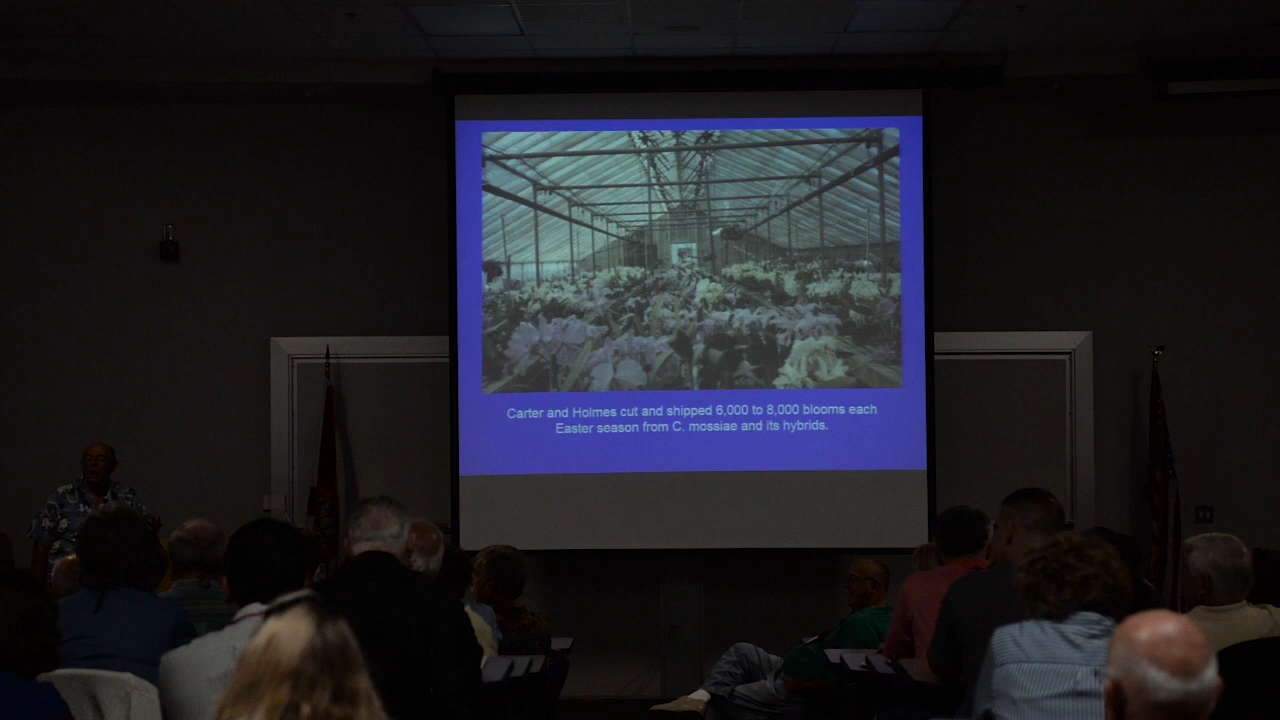 Carter and Holmes cut and shipped 6,000 to 8,000 blooms each
Easter season from C. mossiae and its hybrids.